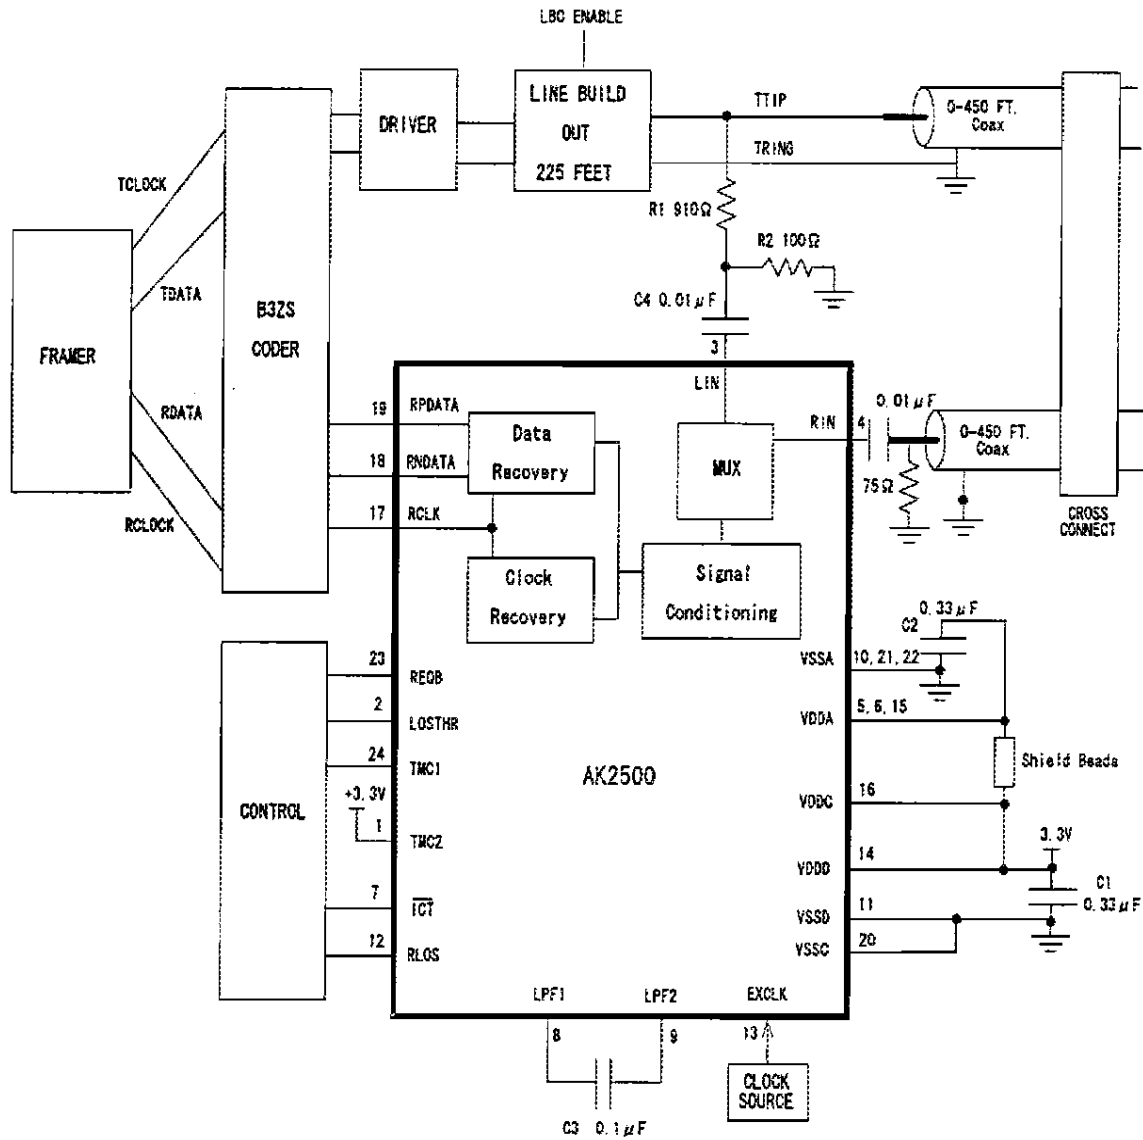 LBO ENABLE
LINE BUILD
OUT
225 FEET
DRIVER
TTIP
TRING
0-450 FT.
Coax
TCLOCK
TDATA
R1 910Ω
R2 100Ω
C4 0.01μF
B3ZS
CODER
FRAMER
RDATA
RCLOCK
3
LIN
19
RPDATA
18
RNDATA
17
RCLK
Data
Recovery
Clock
Recovery
MUX
Signal
Conditioning
RIN
4
0.01μF
0-450 FT.
Coax
75Ω
CROSS
CONNECT
0.33μF
C2
VSSA
10, 21, 22
VDDA
5, 6, 15
Shield Beads
VDDC
16
3.3V
VDDD
14
C1
0.33μF
VSSD
11
VSSC
20
CONTROL
23
REQB
2
LOSTHR
24
TMC1
+3.3V
1
TMC2
7
ICT
12
RLOS
AK2500
LPF1
LPF2
EXCLK
8
9
13
C3 0.1μF
CLOCK
SOURCE